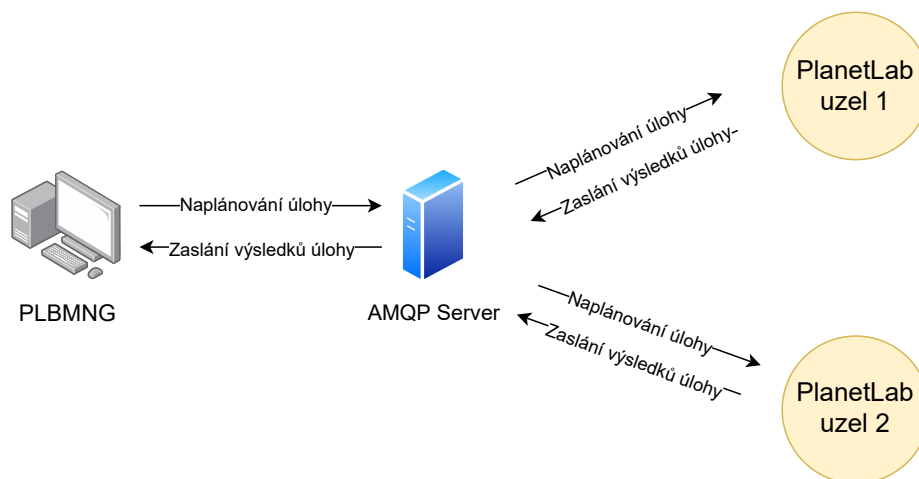 PlanetLab
uzel 1
Naplánování úlohy
Zaslání výsledků úlohy
Naplánování úlohy
Zaslání výsledků úlohy
PLBMNG
AMQP Server
Naplánování úlohy
Zaslání výsledků úlohy
PlanetLab
uzel 2